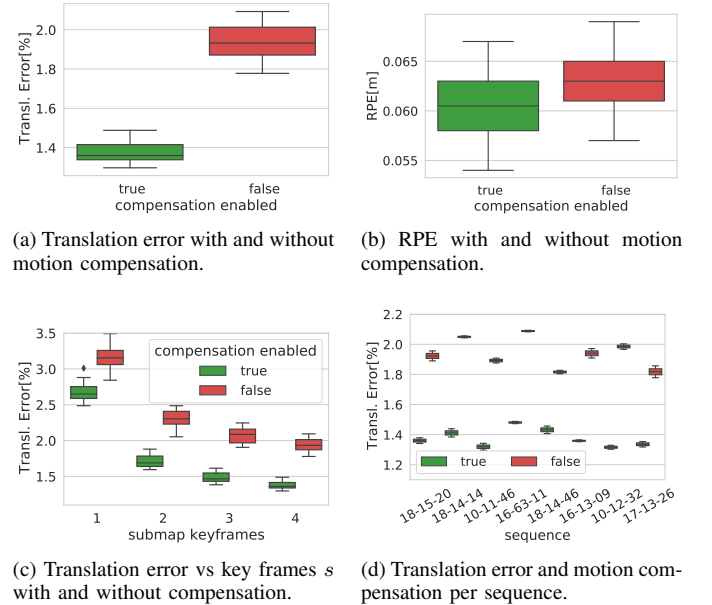 2.0
1.8
1.6
1.4
Transl. Error[%]
true
false
compensation enabled
(a) Translation error with and without
motion compensation.
0.065
0.060
0.055
RPE[m]
true
false
compensation enabled
(b) RPE with and without motion
compensation.
3.5
3.0
2.5
2.0
1.5
Transl. Error[%]
compensation enabled
true
false
1
2
3
4
submap keyframes
(c) Translation error vs key frames s
with and without compensation.
2.2
2.0
1.8
1.6
1.4
1.2
Transl. Error[%]
true
false
18-15-20
18-14-14
10-11-46
16-63-11
18-14-46
16-13-09
10-12-32
17-13-26
sequence
(d) Translation error and motion com-
pensation per sequence.